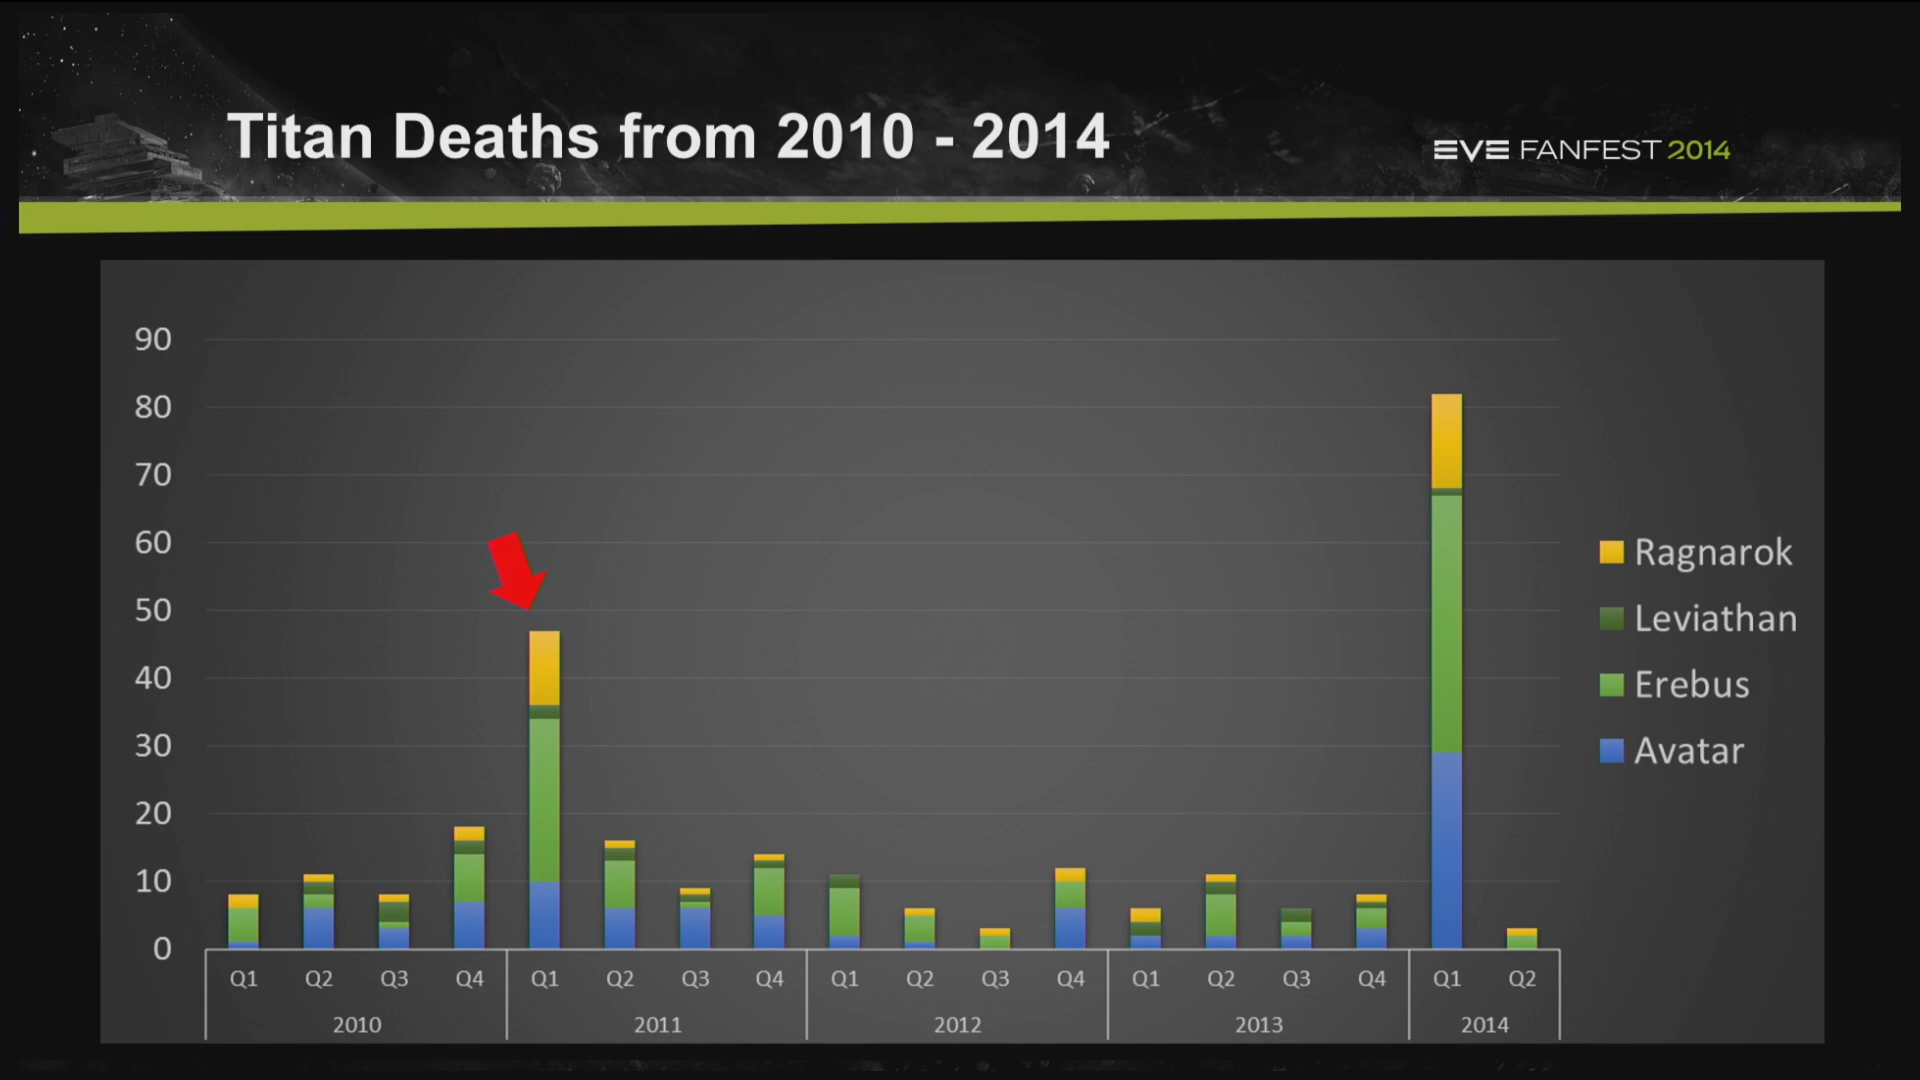 Titan Deaths from 2010 - 2014
EVE FANFEST 2014
90
80
70
60
50
40
30
20
10
0
Q1 Q2 Q3 Q4 Q1 Q2 Q3 Q4 Q1 Q2 Q3 Q4 Q1 Q2 Q3 Q4 Q1 Q2
2010 2011 2012 2013 2014
Ragnarok
Leviathan
Erebus
Avatar